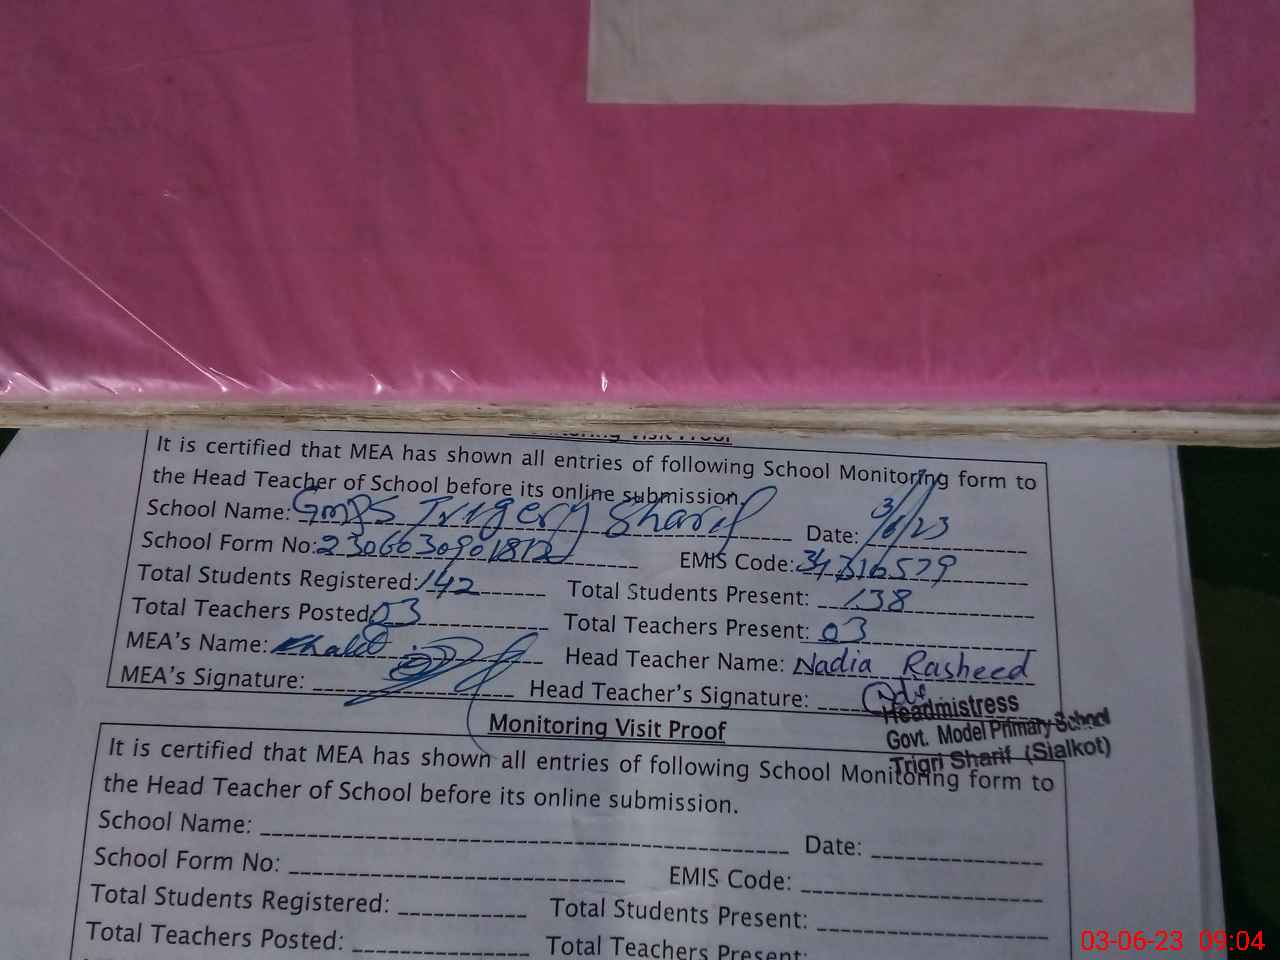 It is certified that MEA has shown all entries of following School Monitoring form to
the Head Teacher of School before its online submission.
School Name: GMPS Trigery Sharif Date: 3/6/23
School Form No: EMIS Code: 34316579
Total Students Registered: 142 Total Students Present: 138
Total Teachers Posted: 03 Total Teachers Present: 03
MEA's Name: Khalid Head Teacher Name: Nadia Rasheed
MEA's Signature: Head Teacher's Signature:
Headmistress
Govt. Model Primary School
Trigri Sharif (Sialkot)
Monitoring Visit Proof
It is certified that MEA has shown all entries of following School Monitoring form to
the Head Teacher of School before its online submission.
School Name: Date:
School Form No: EMIS Code:
Total Students Registered: Total Students Present:
Total Teachers Posted: Total Teachers Present:
03-06-23 09:04